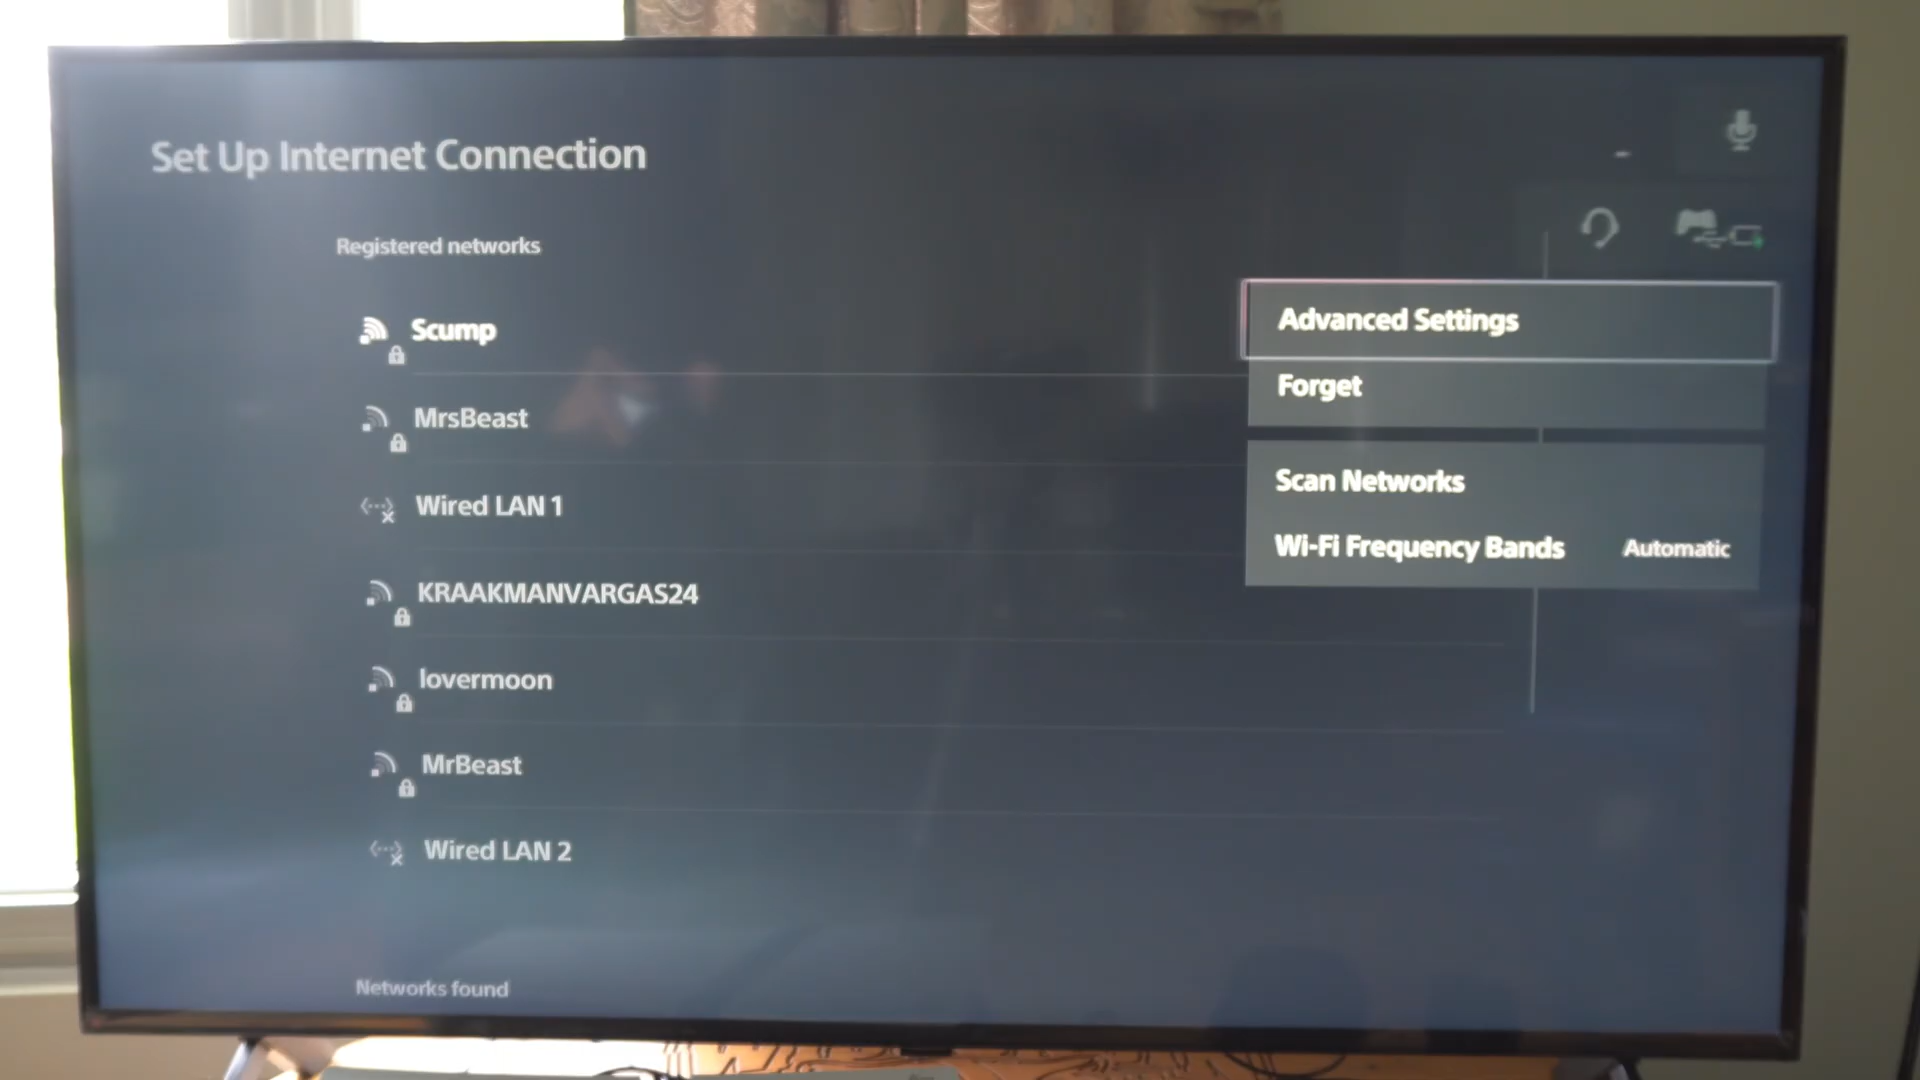 Set Up Internet Connection
Registered networks
Scump
MrsBeast
Wired LAN 1
KRAAKMANVARGAS24
lovermoon
MrBeast
Wired LAN 2
Networks found
Advanced Settings
Forget
Scan Networks
Wi-Fi Frequency Bands Automatic